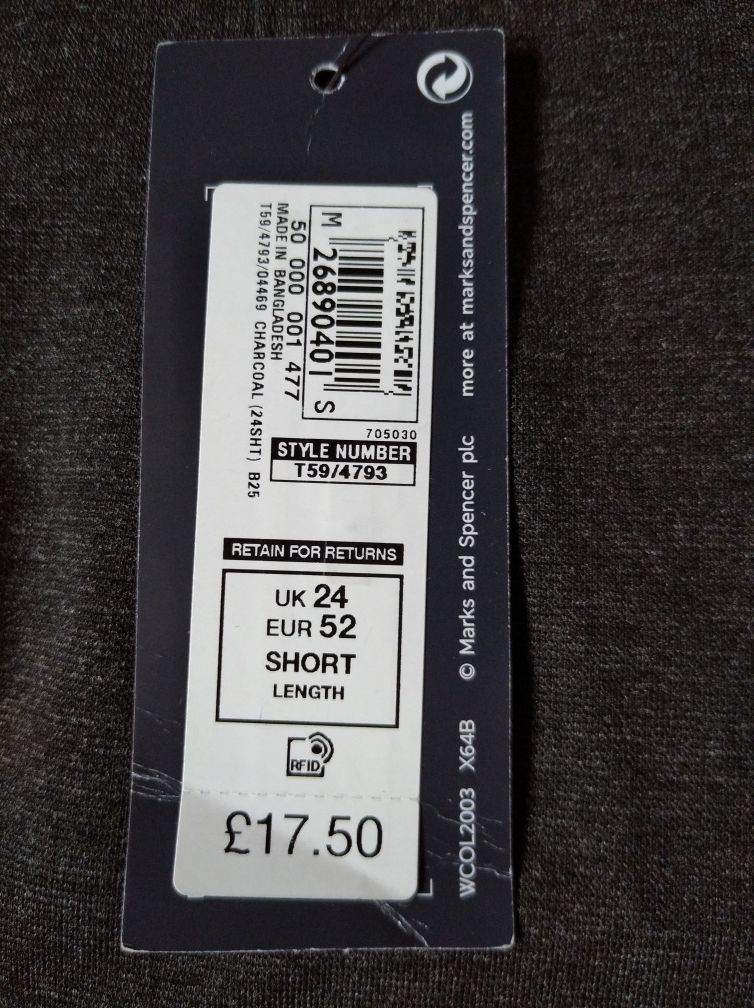 M 26890401 S
50 000 001 477
MADE IN BANGLADESH
T59/4793/04469 CHARCOAL (24SHT) B25
705030
STYLE NUMBER
T59/4793
RETAIN FOR RETURNS
UK 24
EUR 52
SHORT
LENGTH
RFID
£17.50
WCOL2003 X64B © Marks and Spencer plc more at marksandspencer.com